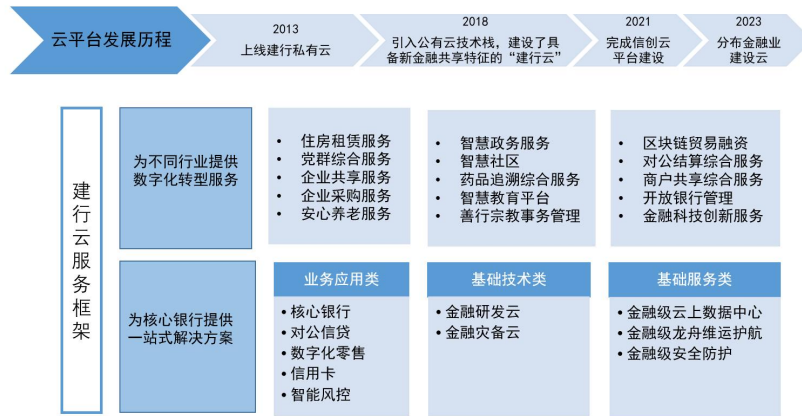 云平台发展历程
2013
上线建行私有云
2018
引入公有云技术栈，建设了具
备新金融共享特征的“建行云”
2021
完成信创云
平台建设
2023
分布金融业
建设云
建行云服务框架
为不同行业提供
数字化转型服务
• 住房租赁服务
• 党群综合服务
• 企业共享服务
• 企业采购服务
• 安心养老服务
• 智慧政务服务
• 智慧社区
• 药品追溯综合服务
• 智慧教育平台
• 善行宗教事务管理
• 区块链贸易融资
• 对公结算综合服务
• 商户共享综合服务
• 开放银行管理
• 金融科技创新服务
为核心银行提供
一站式解决方案
业务应用类
• 核心银行
• 对公信贷
• 数字化零售
• 信用卡
• 智能风控
基础技术类
• 金融研发云
• 金融灾备云
基础服务类
• 金融级云上数据中心
• 金融级龙舟维运护航
• 金融级安全防护